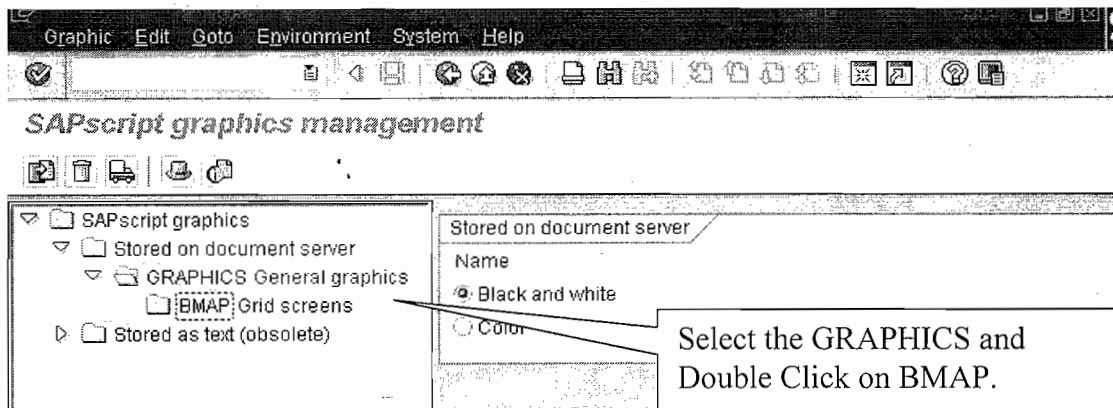 Graphic Edit Goto Environment System Help
SAPscript graphics management
SAPscript graphics
Stored on document server
GRAPHICS General graphics
BMAP Grid screens
Stored as text (obsolete)
Stored on document server
Name
Black and white
Color
Select the GRAPHICS and
Double Click on BMAP.